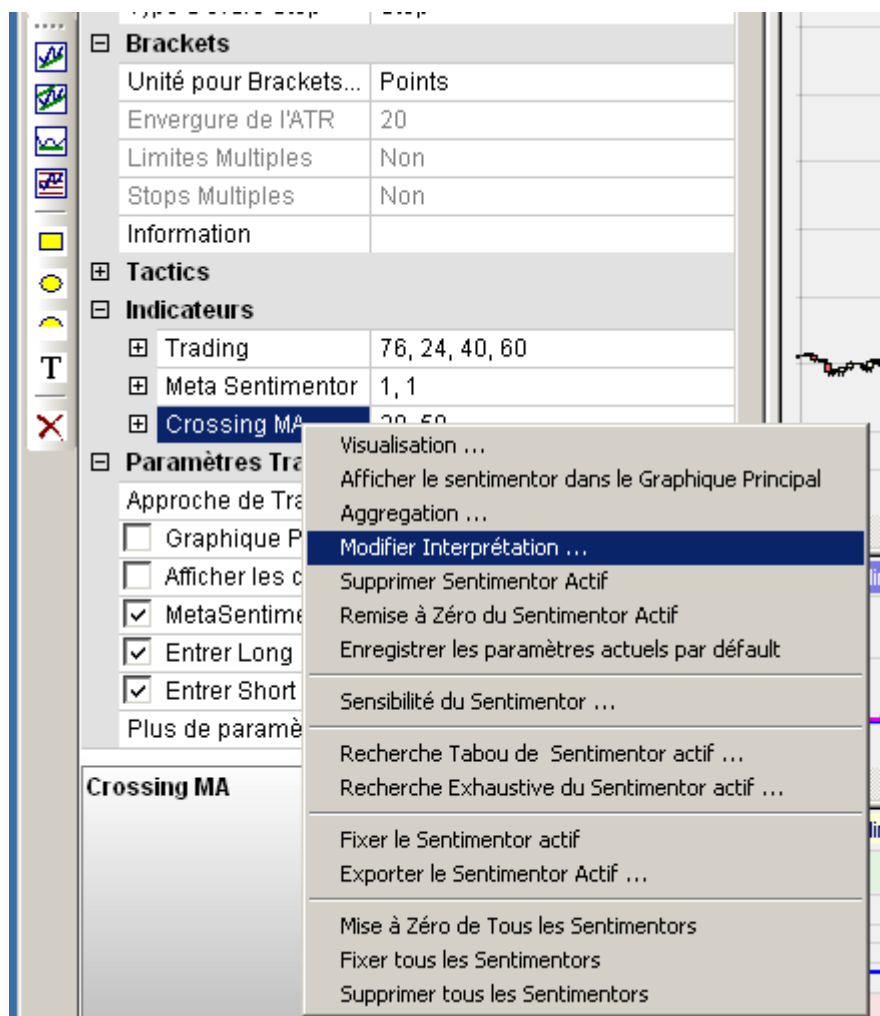 Brackets
Unité pour Brackets... Points
Envergure de l'ATR 20
Limites Multiples Non
Stops Multiples Non
Information
Tactics
Indicateurs
Trading 76, 24, 40, 60
Meta Sentimentor 1, 1
Crossing MA
Visualisation ...
Afficher le sentimentor dans le Graphique Principal
Aggregation ...
Modifier Interprétation ...
Supprimer Sentimentor Actif
Remise à Zéro du Sentimentor Actif
Enregistrer les paramètres actuels par défault
Sensibilité du Sentimentor ...
Recherche Tabou de Sentimentor actif ...
Recherche Exhaustive du Sentimentor actif ...
Fixer le Sentimentor actif
Exporter le Sentimentor Actif ...
Mise à Zéro de Tous les Sentimentors
Fixer tous les Sentimentors
Supprimer tous les Sentimentors
Paramètres Tra
Approche de Tra
Graphique P
Afficher les c
MetaSentime
Entrer Long
Entrer Short
Plus de paramè
Crossing MA
T